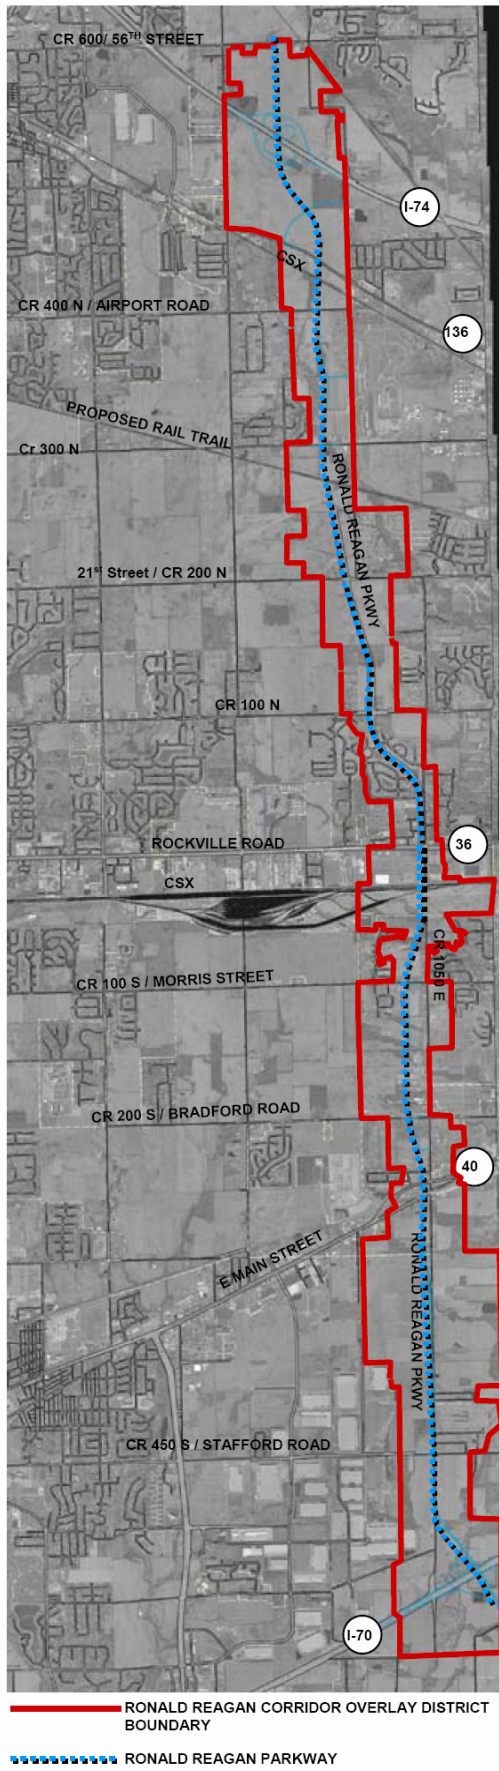 CR 600/ 56TH STREET
I-74
CSX
CR 400 N / AIRPORT ROAD
136
PROPOSED RAIL TRAIL
Cr 300 N
RONALD REAGAN PKWY
21st Street / CR 200 N
CR 100 N
ROCKVILLE ROAD
36
CSX
CR 1050 E
CR 100 S / MORRIS STREET
CR 200 S / BRADFORD ROAD
40
E MAIN STREET
RONALD REAGAN PKWY
CR 450 S / STAFFORD ROAD
I-70
RONALD REAGAN CORRIDOR OVERLAY DISTRICT
BOUNDARY
RONALD REAGAN PARKWAY